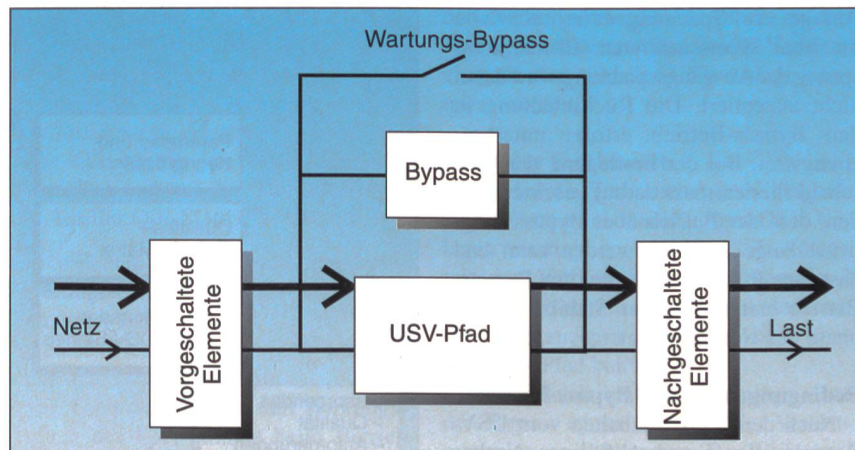 Wartungs-Bypass
Bypass
Vorgeschaltete
Elemente
Netz
USV-Pfad
Nachgeschaltete
Elemente
Last